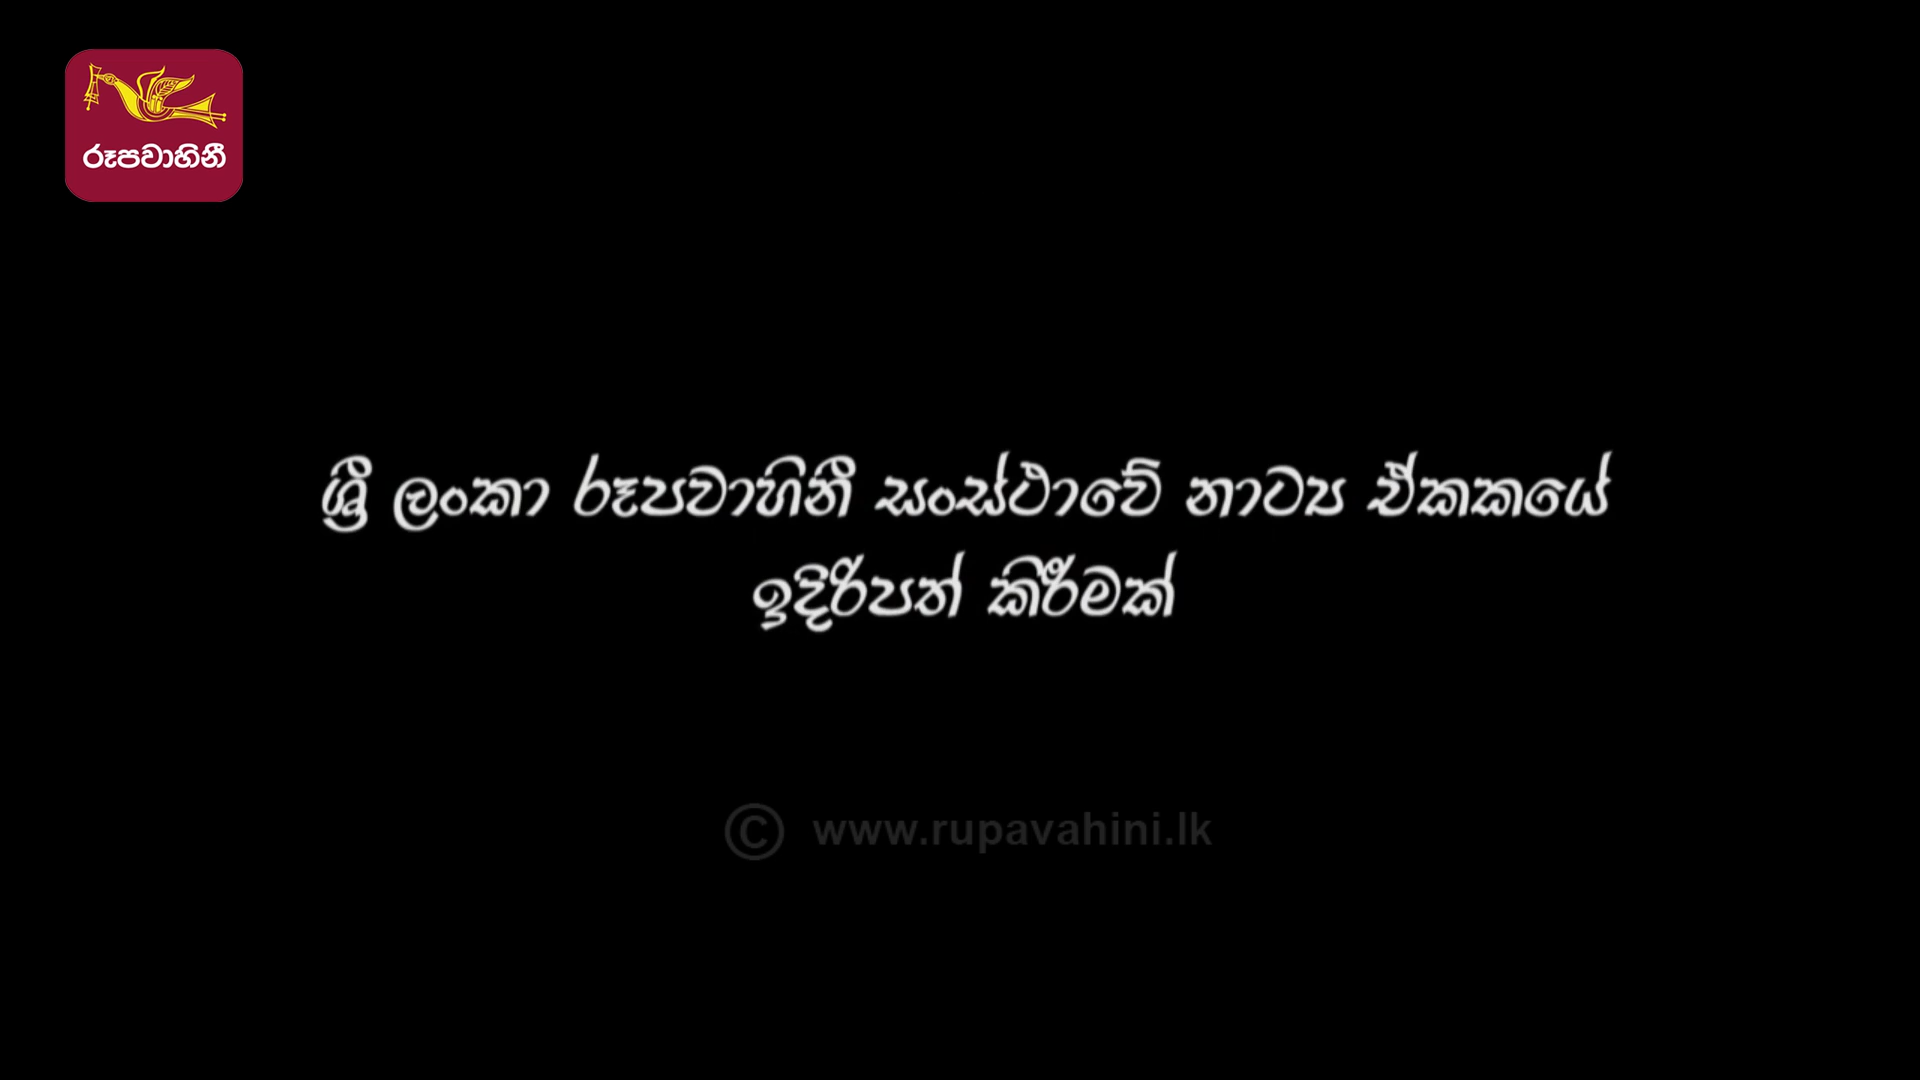 රූපවාහිනී
ශ්‍රී ලංකා රූපවාහිනී සංස්ථාවේ නාට්‍ය ඒකකයේ
ඉදිරිපත් කිරීමක්
© www.rupavahini.lk